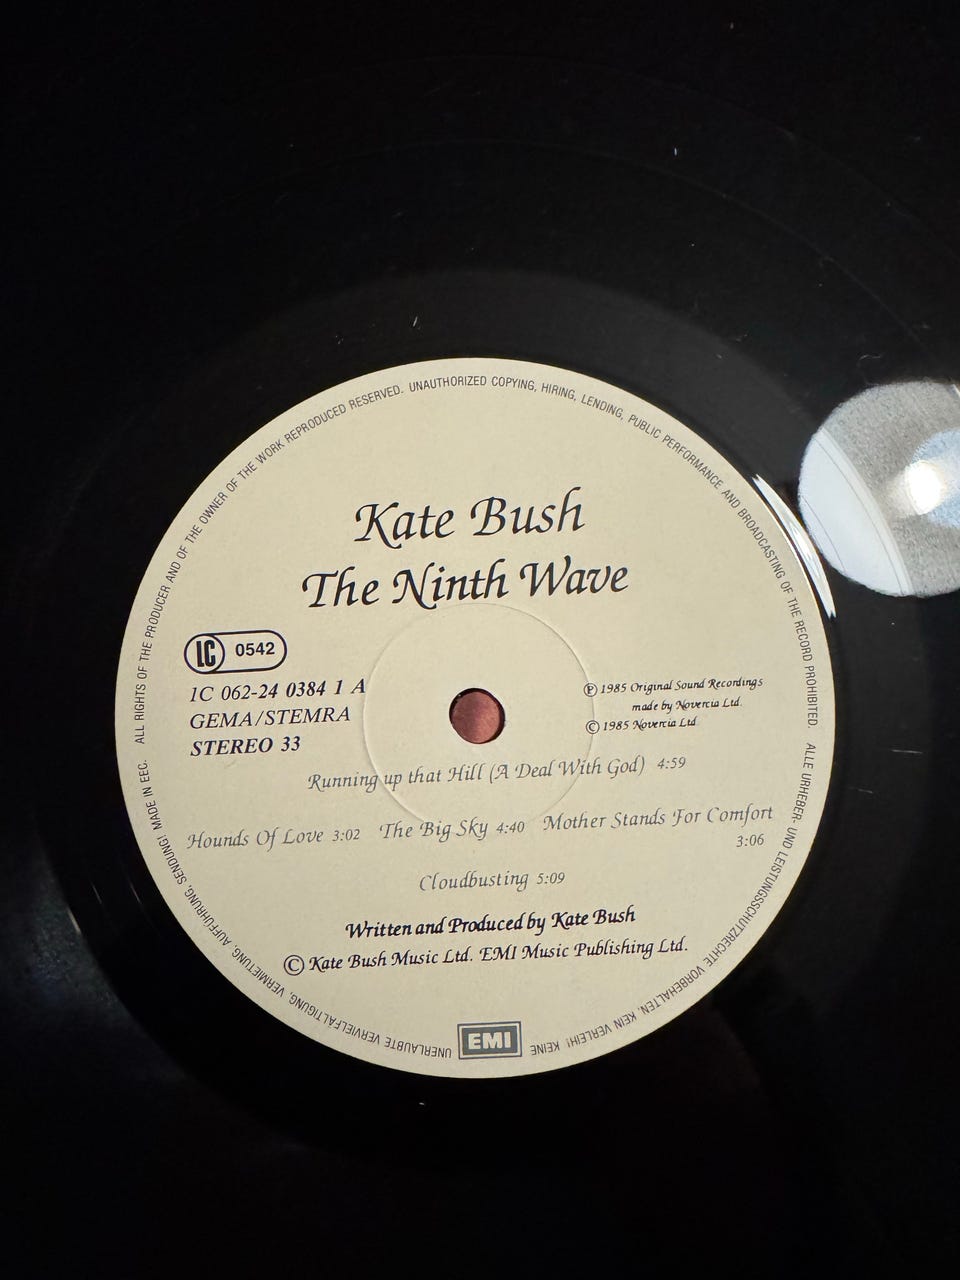 ALL RIGHTS OF THE PRODUCER AND OF THE OWNER OF THE WORK REPRODUCED RESERVED. UNAUTHORIZED COPYING, HIRING, LENDING, PUBLIC PERFORMANCE AND BROADCASTING OF THE RECORD PROHIBITED.
Kate Bush
The Ninth Wave
LC 0542
1C 062-24 0384 1 A
GEMA/STEMRA
STEREO 33
Ⓟ 1985 Original Sound Recordings
made by Novercia Ltd.
© 1985 Novercia Ltd.
Running up that Hill (A Deal With God) 4:59
Hounds Of Love 3:02 The Big Sky 4:40 Mother Stands For Comfort
3:06
Cloudbusting 5:09
Written and Produced by Kate Bush
© Kate Bush Music Ltd. EMI Music Publishing Ltd.
EMI
ALLE URHEBER- UND LEISTUNGSSCHUTZRECHTE VORBEHALTEN. KEIN VERLEIH! KEINE UNERLAUBTE VERVIELFÄLTIGUNG, VERMIETUNG, AUFFÜHRUNG, SENDUNG! MADE IN EEC.